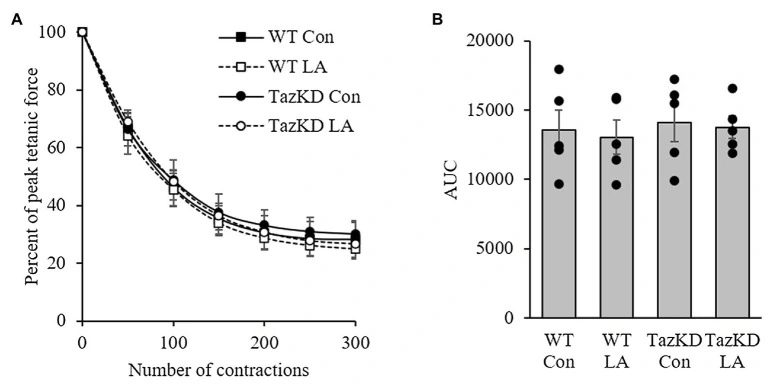 A
Percent of peak tetanic force
100
80
60
40
20
0
0
100
200
300
Number of contractions
WT Con
WT LA
TazKD Con
TazKD LA
B
AUC
20000
15000
10000
5000
0
WT
Con
WT
LA
TazKD
Con
TazKD
LA